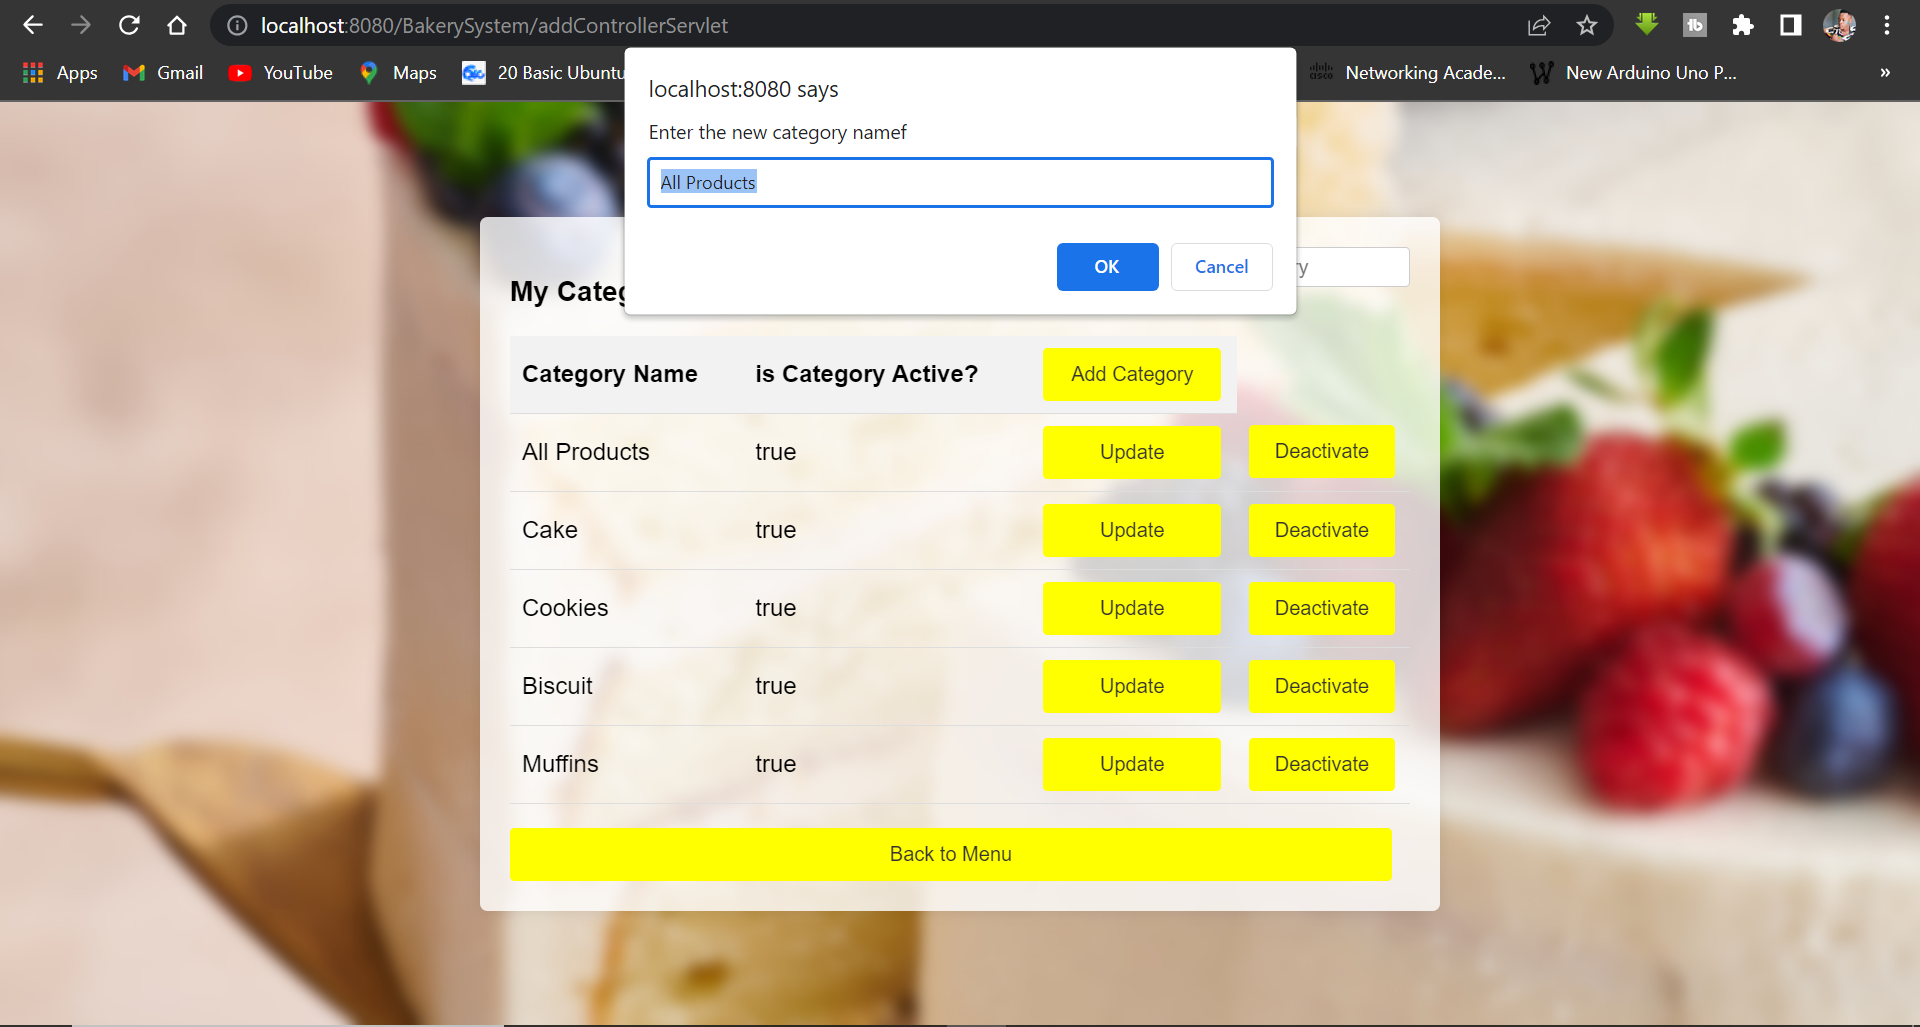 localhost:8080/BakerySystem/addControllerServlet
Apps Gmail YouTube Maps 20 Basic Ubuntu Networking Acade... New Arduino Uno P... »
localhost:8080 says
Enter the new category namef
All Products
OK Cancel
My Categ
ry
Category Name is Category Active? Add Category
All Products true Update Deactivate
Cake true Update Deactivate
Cookies true Update Deactivate
Biscuit true Update Deactivate
Muffins true Update Deactivate
Back to Menu